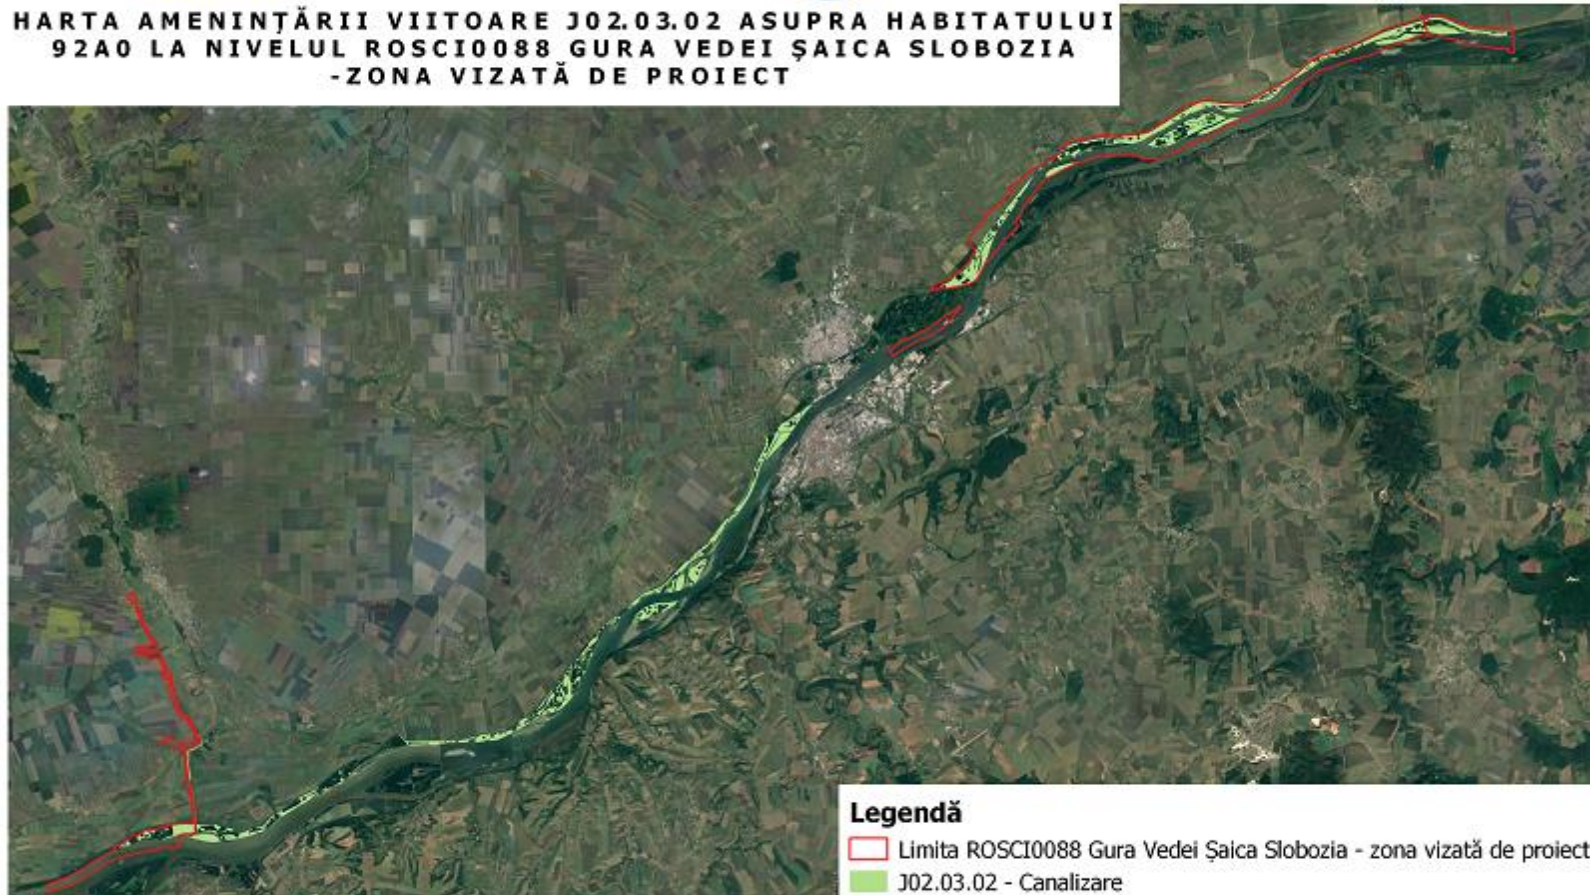 HARTA AMENINȚĂRII VIITOARE J02.03.02 ASUPRA HABITATULUI
92A0 LA NIVELUL ROSCI0088 GURA VEDEI ȘAICA SLOBOZIA
-ZONA VIZATĂ DE PROIECT
Legendă
Limita ROSCI0088 Gura Vedei Șaica Slobozia - zona vizată de proiect
J02.03.02 - Canalizare